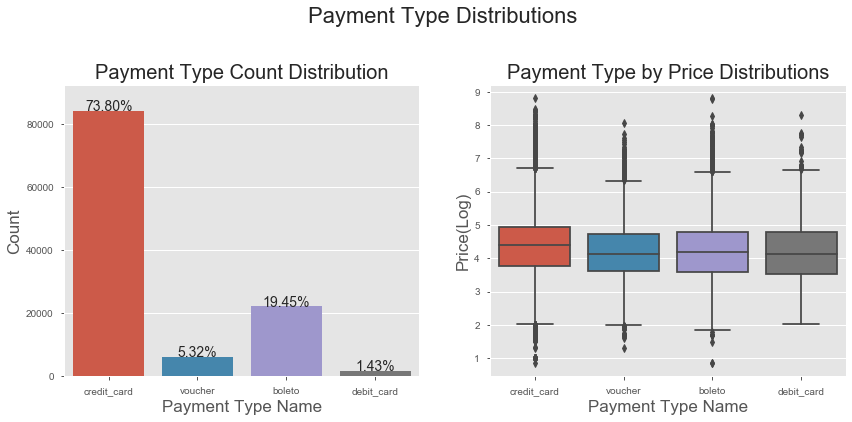 Payment Type Distributions
Payment Type Count Distribution
73.80%
5.32%
19.45%
1.43%
80000
60000
40000
20000
0
Count
credit_card voucher boleto debit_card
Payment Type Name
Payment Type by Price Distributions
9
8
7
6
5
4
3
2
1
Price(Log)
credit_card voucher boleto debit_card
Payment Type Name